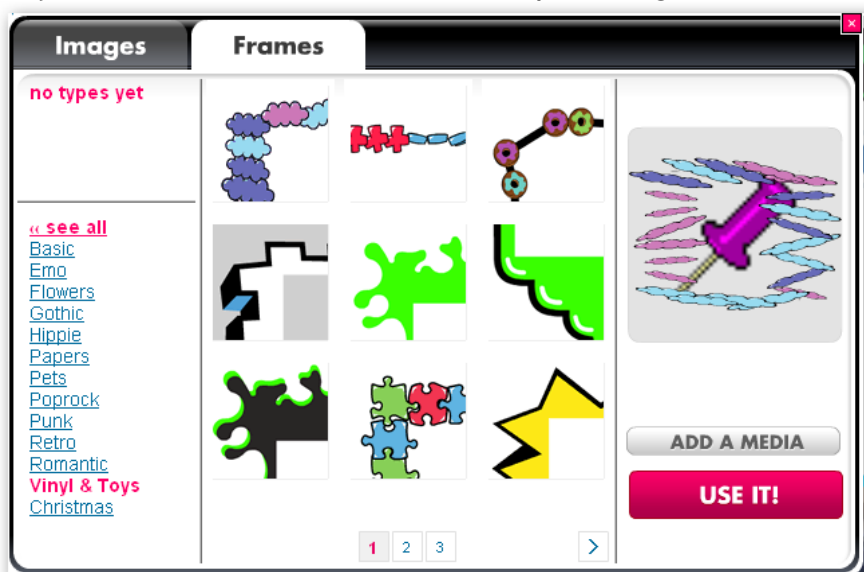 Images Frames
no types yet
‹‹ see all
Basic
Emo
Flowers
Gothic
Hippie
Papers
Pets
Poprock
Punk
Retro
Romantic
Vinyl & Toys
Christmas
1 2 3 >
ADD A MEDIA
USE IT!